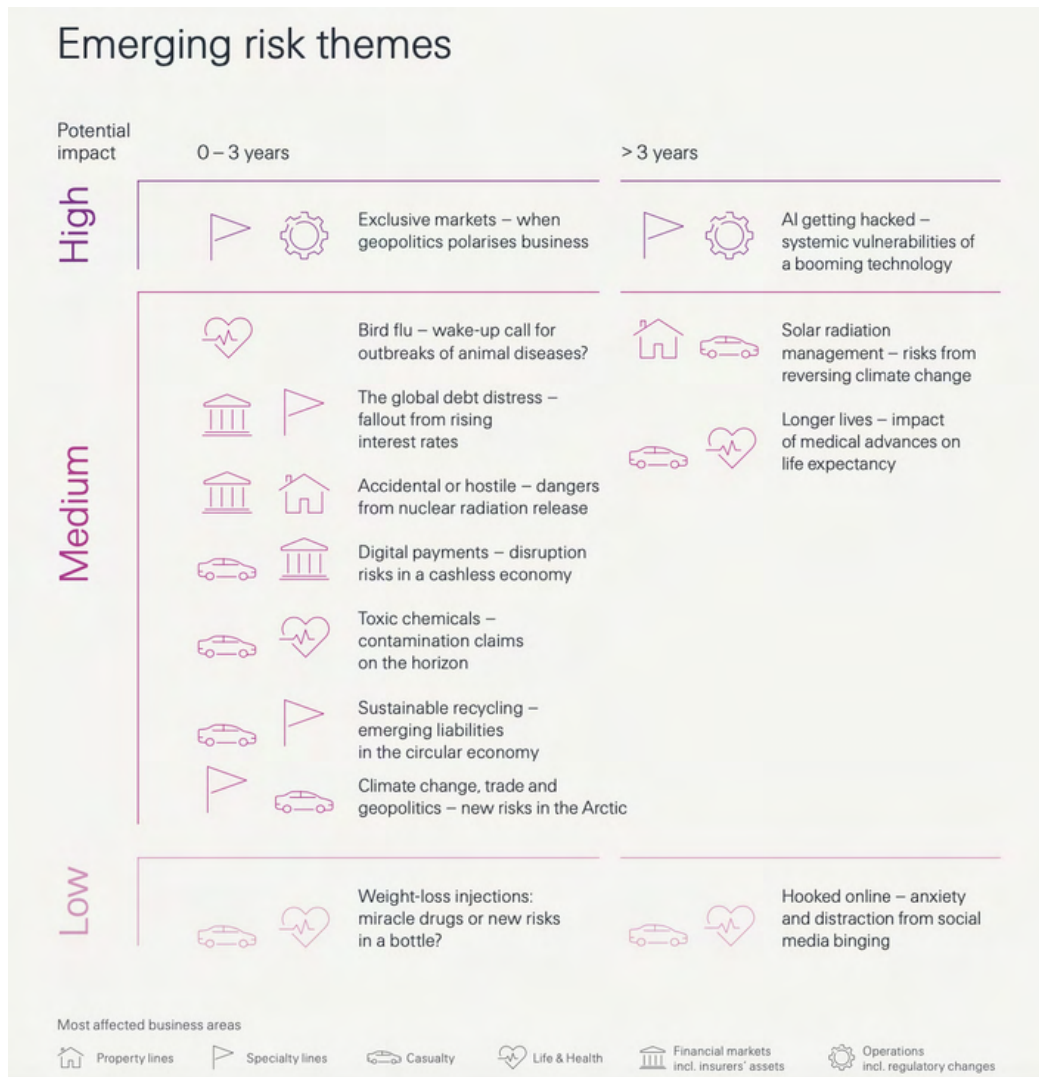 Emerging risk themes
Potential
impact
0 – 3 years
> 3 years
High
Exclusive markets – when
geopolitics polarises business
AI getting hacked –
systemic vulnerabilities of
a booming technology
Medium
Bird flu – wake-up call for
outbreaks of animal diseases?
The global debt distress –
fallout from rising
interest rates
Accidental or hostile – dangers
from nuclear radiation release
Digital payments – disruption
risks in a cashless economy
Toxic chemicals –
contamination claims
on the horizon
Sustainable recycling –
emerging liabilities
in the circular economy
Climate change, trade and
geopolitics – new risks in the Arctic
Solar radiation
management – risks from
reversing climate change
Longer lives – impact
of medical advances on
life expectancy
Low
Weight-loss injections:
miracle drugs or new risks
in a bottle?
Hooked online – anxiety
and distraction from social
media binging
Most affected business areas
Property lines
Specialty lines
Casualty
Life & Health
Financial markets
incl. insurers' assets
Operations
incl. regulatory changes